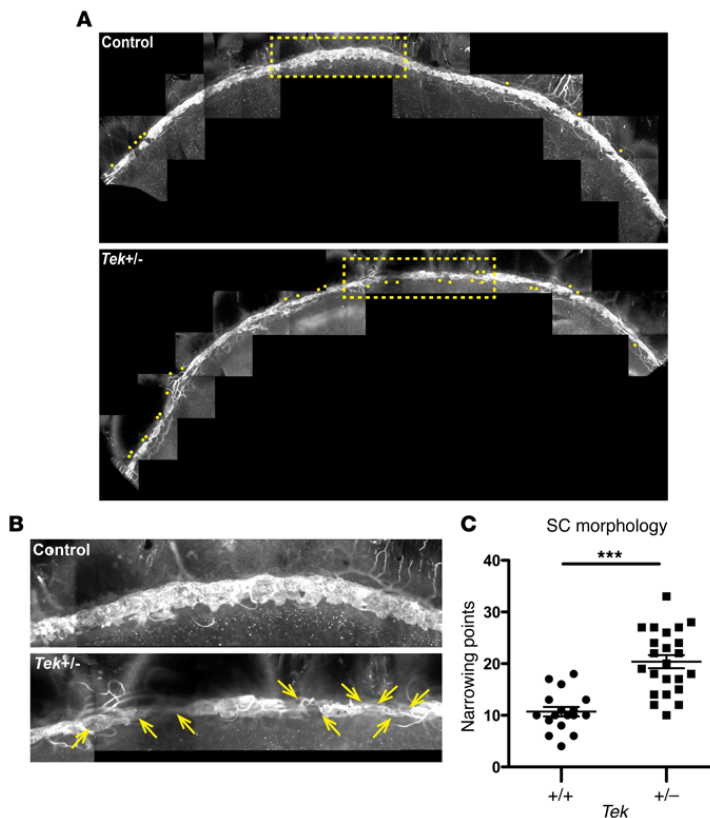 A
Control
Tek+/-
B
Control
Tek+/-
C
SC morphology
***
Narrowing points
40
30
20
10
0
+/+
+/−
Tek